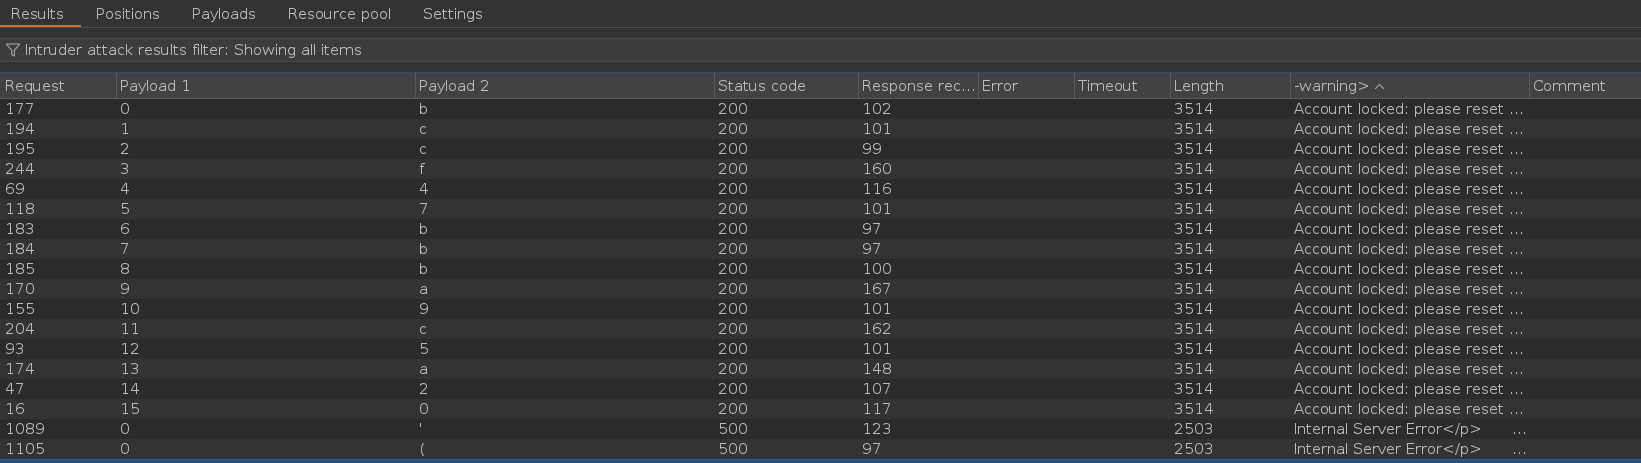 Results Positions Payloads Resource pool Settings
Intruder attack results filter: Showing all items
Request Payload 1 Payload 2 Status code Response rec... Error Timeout Length -warning> Comment
177 0 b 200 102 3514 Account locked: please reset ...
194 1 c 200 101 3514 Account locked: please reset ...
195 2 c 200 99 3514 Account locked: please reset ...
244 3 f 200 160 3514 Account locked: please reset ...
69 4 4 200 116 3514 Account locked: please reset ...
118 5 7 200 101 3514 Account locked: please reset ...
183 6 b 200 97 3514 Account locked: please reset ...
184 7 b 200 97 3514 Account locked: please reset ...
185 8 b 200 100 3514 Account locked: please reset ...
170 9 a 200 167 3514 Account locked: please reset ...
155 10 9 200 101 3514 Account locked: please reset ...
204 11 c 200 162 3514 Account locked: please reset ...
93 12 5 200 101 3514 Account locked: please reset ...
174 13 a 200 148 3514 Account locked: please reset ...
47 14 2 200 107 3514 Account locked: please reset ...
16 15 0 200 117 3514 Account locked: please reset ...
1089 0 ' 500 123 2503 Internal Server Error</p> ...
1105 0 ( 500 97 2503 Internal Server Error</p> ...